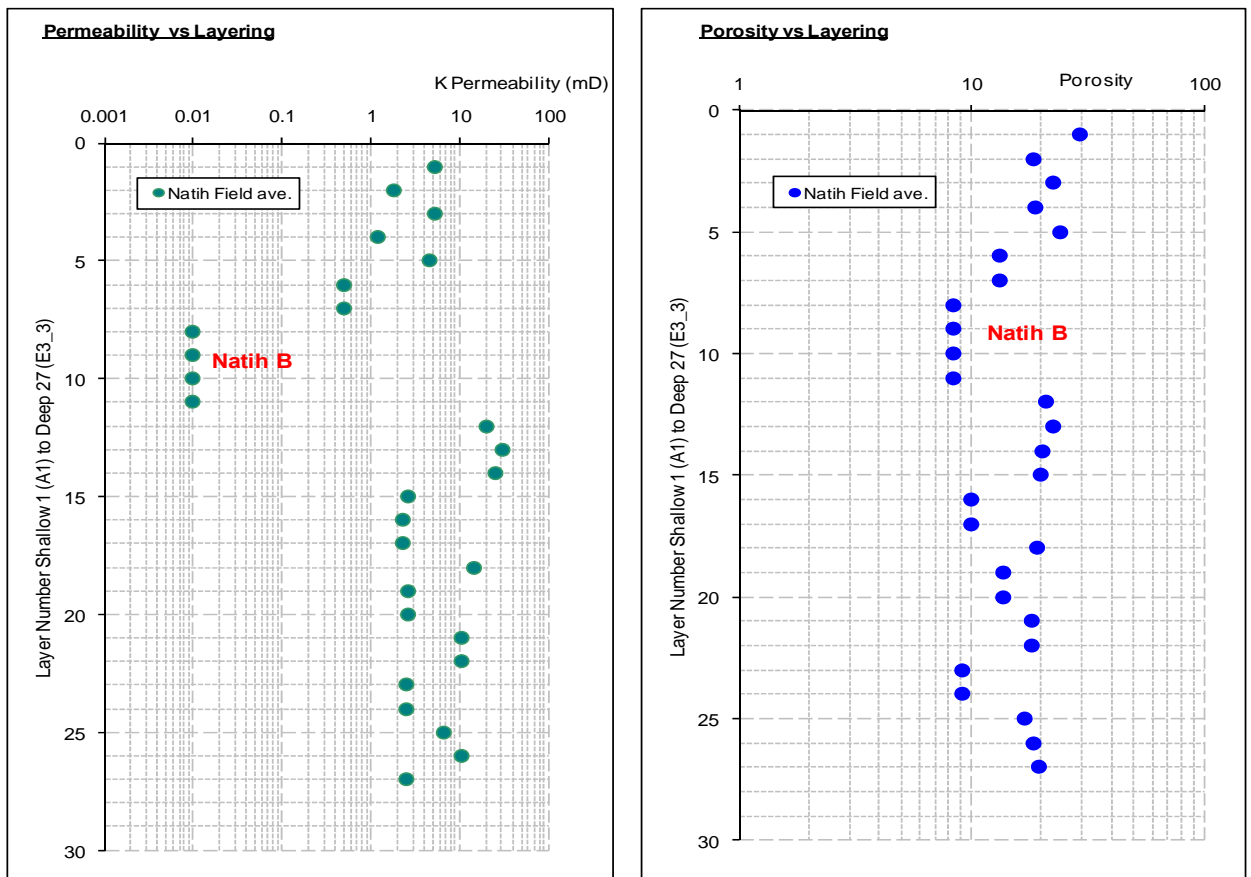 Permeability vs Layering
K Permeability (mD)
0.001 0.01 0.1 1 10 100
0
5
10
15
20
25
30
Natih Field ave.
Natih B
Layer Number Shallow 1 (A1) to Deep 27 (E3_3)
Porosity vs Layering
1 10 Porosity 100
0
5
10
15
20
25
30
Natih Field ave.
Natih B
Layer Number Shallow 1 (A1) to Deep 27 (E3_3)